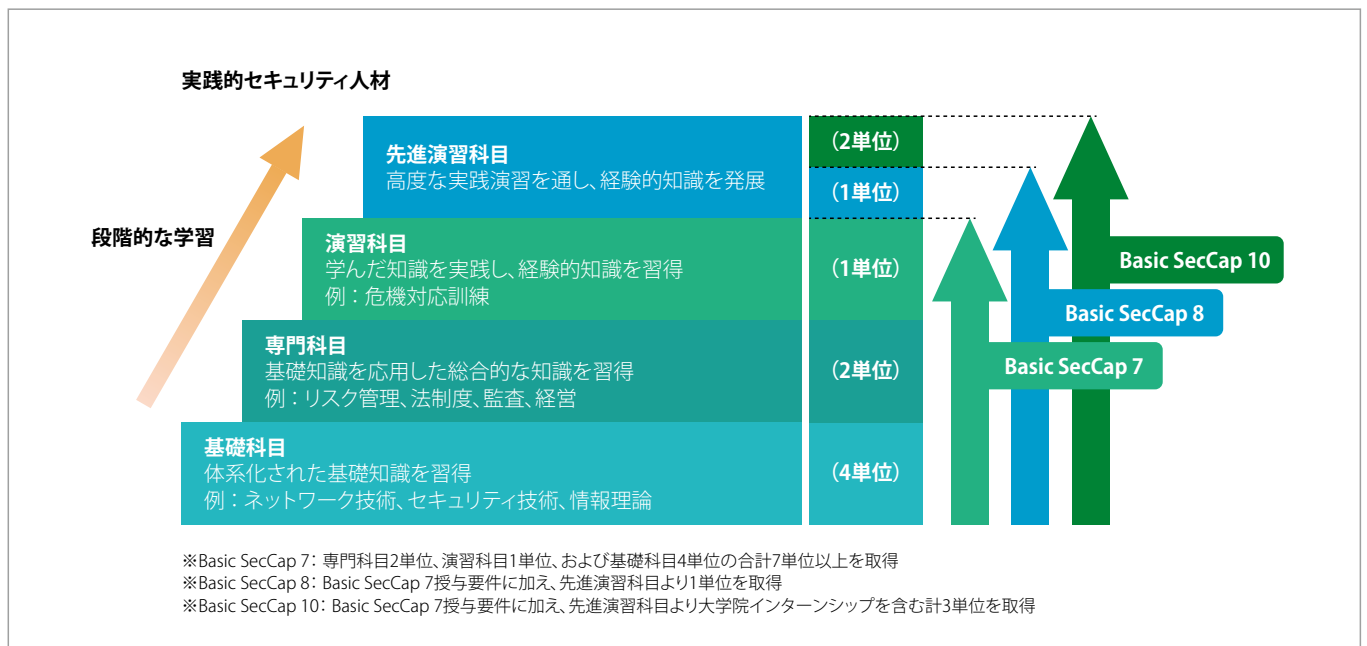 実践的セキュリティ人材
段階的な学習
先進演習科目
高度な実践演習を通し、経験的知識を発展
(2単位)
(1単位)
演習科目
学んだ知識を実践し、経験的知識を習得
例：危機対応訓練
(1単位)
専門科目
基礎知識を応用した総合的な知識を習得
例：リスク管理、法制度、監査、経営
(2単位)
基礎科目
体系化された基礎知識を習得
例：ネットワーク技術、セキュリティ技術、情報理論
(4単位)
Basic SecCap 10
Basic SecCap 8
Basic SecCap 7
※Basic SecCap 7： 専門科目2単位、演習科目1単位、および基礎科目4単位の合計7単位以上を取得
※Basic SecCap 8： Basic SecCap 7授与要件に加え、先進演習科目より1単位を取得
※Basic SecCap 10： Basic SecCap 7授与要件に加え、先進演習科目より大学院インターンシップを含む計3単位を取得